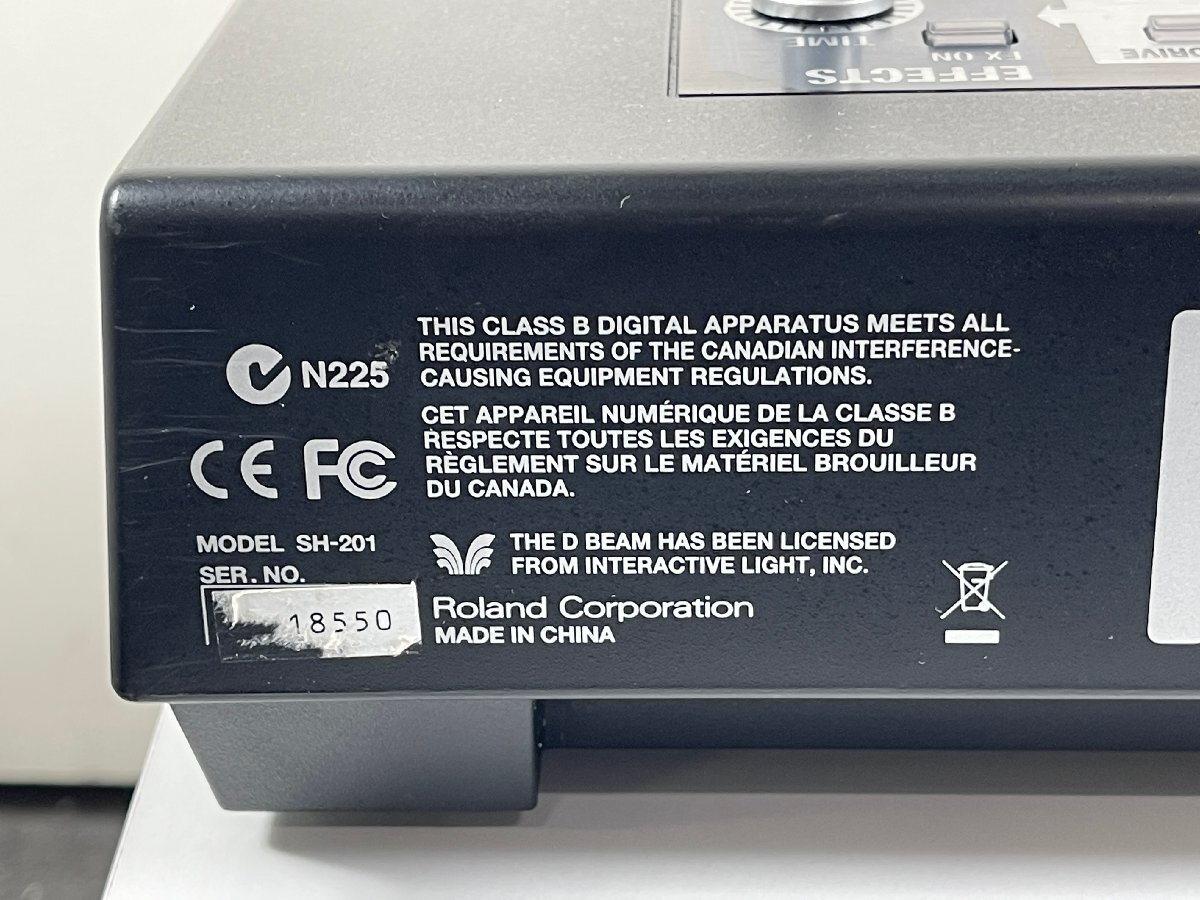 TIME
FX ON
DRIVE
EFFECTS
N225
THIS CLASS B DIGITAL APPARATUS MEETS ALL
REQUIREMENTS OF THE CANADIAN INTERFERENCE-
CAUSING EQUIPMENT REGULATIONS.
CET APPAREIL NUMÉRIQUE DE LA CLASSE B
RESPECTE TOUTES LES EXIGENCES DU
RÈGLEMENT SUR LE MATÉRIEL BROUILLEUR
DU CANADA.
CE FC
MODEL SH-201
SER. NO.
18550
THE D BEAM HAS BEEN LICENSED
FROM INTERACTIVE LIGHT, INC.
Roland Corporation
MADE IN CHINA